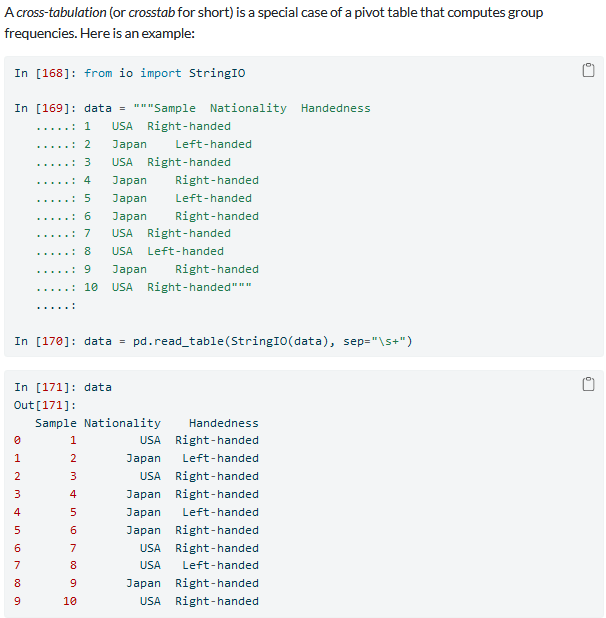 A cross-tabulation (or crosstab for short) is a special case of a pivot table that computes group
frequencies. Here is an example:
In [168]: from io import StringIO
In [169]: data = """Sample  Nationality  Handedness
   .....: 1   USA  Right-handed
   .....: 2   Japan    Left-handed
   .....: 3   USA  Right-handed
   .....: 4   Japan    Right-handed
   .....: 5   Japan    Left-handed
   .....: 6   Japan    Right-handed
   .....: 7   USA  Right-handed
   .....: 8   USA  Left-handed
   .....: 9   Japan    Right-handed
   .....: 10  USA  Right-handed"""
   .....:
In [170]: data = pd.read_table(StringIO(data), sep="\s+")
In [171]: data
Out[171]:
   Sample Nationality    Handedness
0       1         USA  Right-handed
1       2       Japan   Left-handed
2       3         USA  Right-handed
3       4       Japan  Right-handed
4       5       Japan   Left-handed
5       6       Japan  Right-handed
6       7         USA  Right-handed
7       8         USA   Left-handed
8       9       Japan  Right-handed
9      10         USA  Right-handed